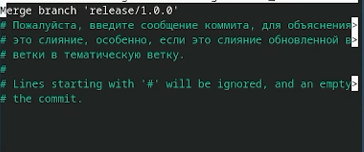 Merge branch 'release/1.0.0'
# Пожалуйста, введите сообщение коммита, для объяснения>
# это слияние, особенно, если это слияние обновленной в>
# ветки в тематическую ветку.
#
# Lines starting with '#' will be ignored, and an empty>
# the commit.